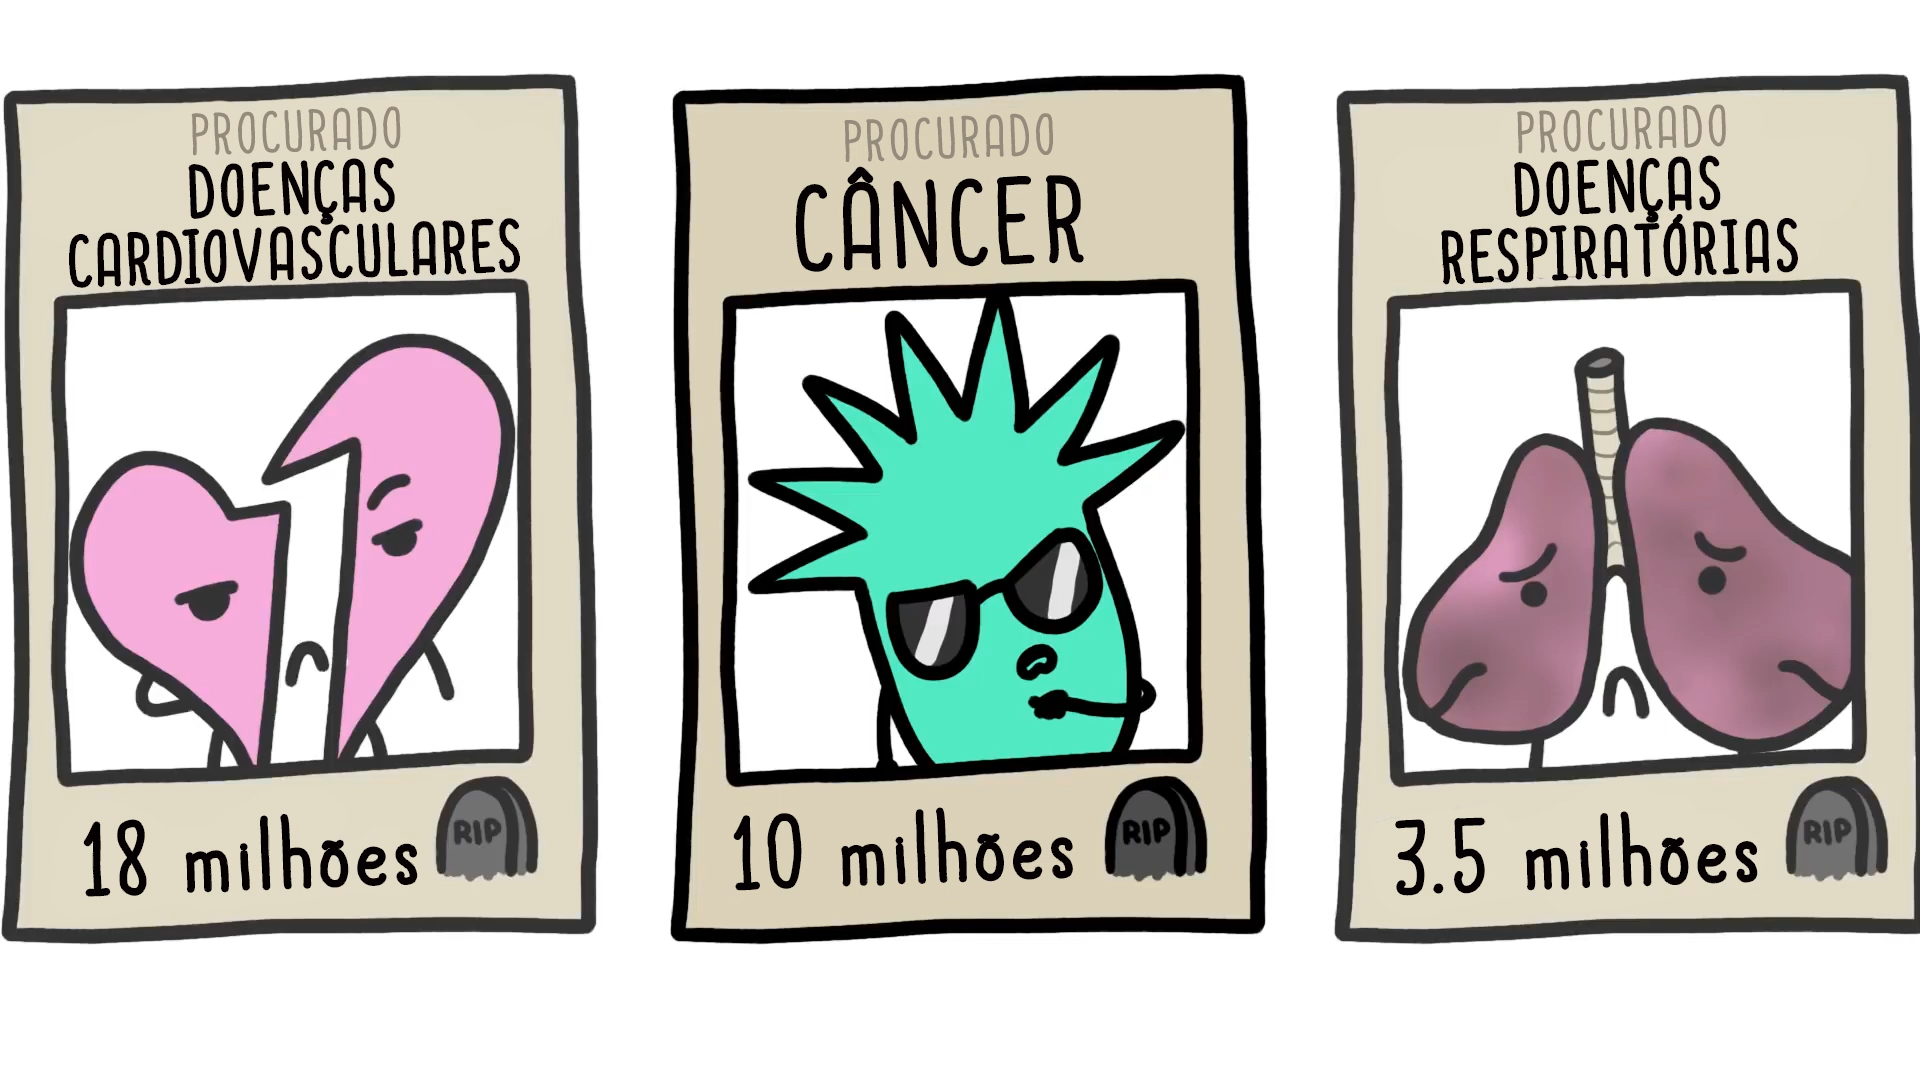 PROCURADO
DOENÇAS
CARDIOVASCULARES
18 milhões
RIP
PROCURADO
CÂNCER
10 milhões
RIP
PROCURADO
DOENÇAS
RESPIRATÓRIAS
3.5 milhões
RIP